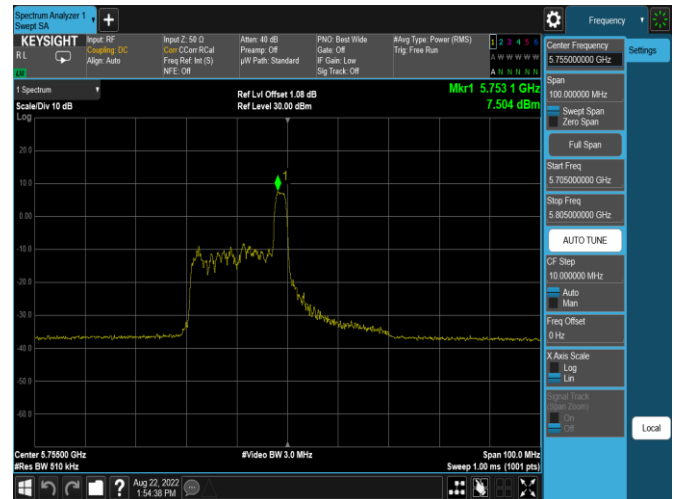 Spectrum Analyzer 1
Swept SA
Frequency
KEYSIGHT
RL
Input: RF
Coupling: DC
Align: Auto
Input Z: 50 Ω
Corr CCorr RCal
Freq Ref: Int (S)
NFE: Off
Atten: 40 dB
Preamp: Off
µW Path: Standard
PNO: Best Wide
Gate: Off
IF Gain: Low
Sig Track: Off
#Avg Type: Power (RMS)
Trig: Free Run
1 2 3 4 5 6
A W W W W W
A N N N N N
LXI
1 Spectrum
Scale/Div 10 dB
Log
Ref Lvl Offset 1.08 dB
Ref Level 30.00 dBm
Mkr1 5.753 1 GHz
7.504 dBm
1
20.0
10.0
0.00
-10.0
-20.0
-30.0
-40.0
-50.0
-60.0
Center 5.75500 GHz
#Res BW 510 kHz
#Video BW 3.0 MHz
Span 100.0 MHz
Sweep 1.00 ms (1001 pts)
Center Frequency
5.755000000 GHz
Settings
Span
100.000000 MHz
Swept Span
Zero Span
Full Span
Start Freq
5.705000000 GHz
Stop Freq
5.805000000 GHz
AUTO TUNE
CF Step
10.000000 MHz
Auto
Man
Freq Offset
0 Hz
X Axis Scale
Log
Lin
Signal Track
(Span Zoom)
On
Off
Local
?
Aug 22, 2022
1:54:38 PM